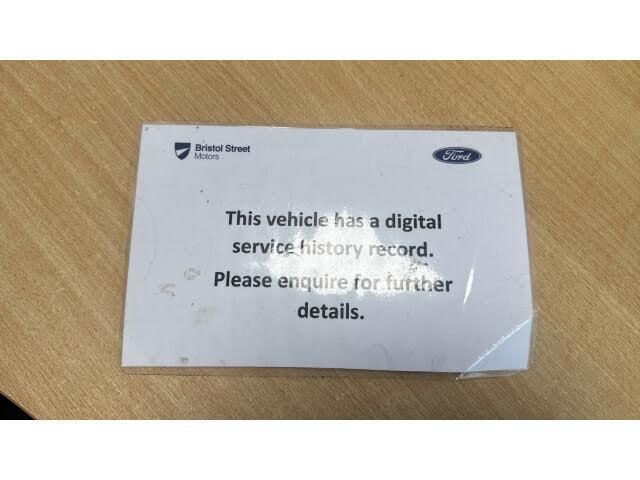 Bristol Street
Motors
Ford
This vehicle has a digital
service history record.
Please enquire for further
details.